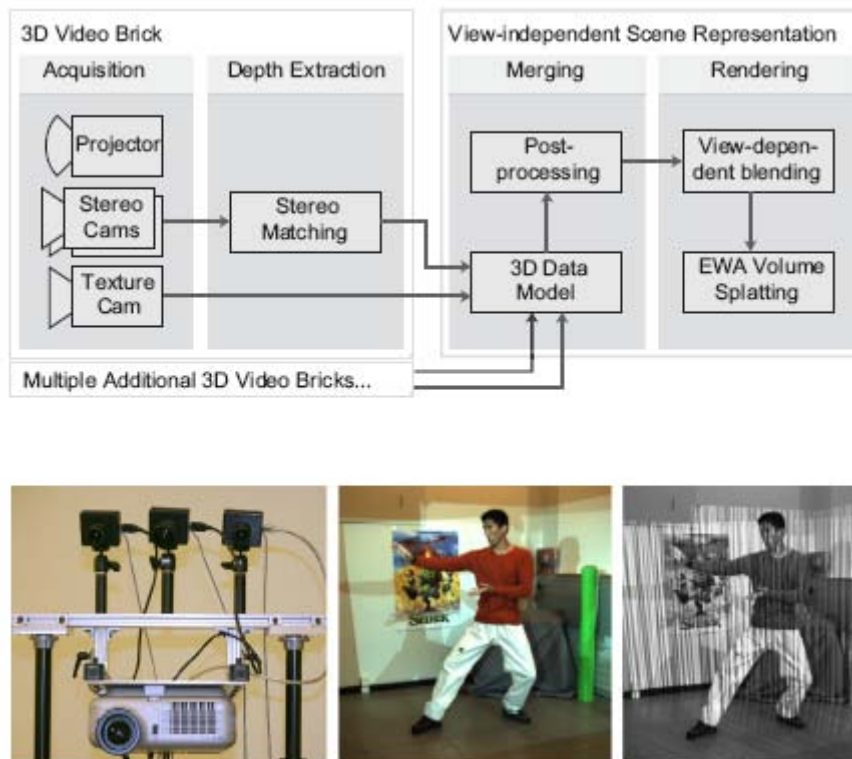 3D Video Brick
Acquisition
Depth Extraction
Projector
Stereo
Cams
Stereo
Matching
Texture
Cam
Multiple Additional 3D Video Bricks...
View-independent Scene Representation
Merging
Rendering
Post-
processing
View-depen-
dent blending
3D Data
Model
EWA Volume
Splatting